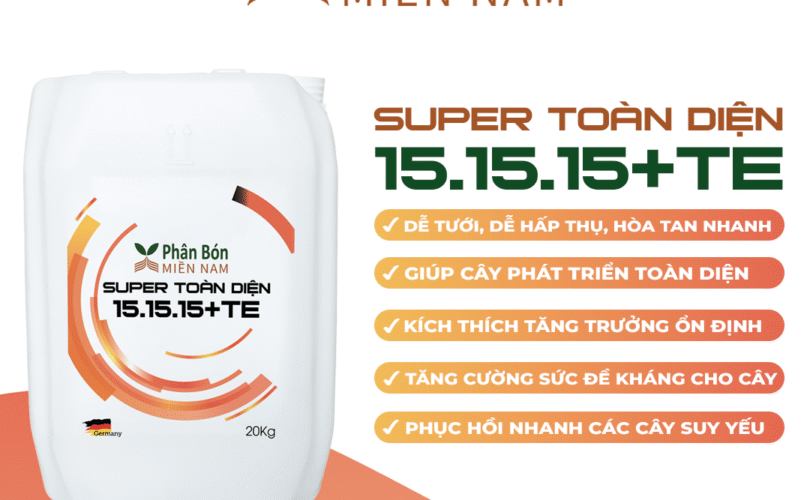 MIỀN NAM
SUPER TOÀN DIỆN
15.15.15+TE
✓ DỄ TƯỚI, DỄ HẤP THỤ, HÒA TAN NHANH
✓ GIÚP CÂY PHÁT TRIỂN TOÀN DIỆN
✓ KÍCH THÍCH TĂNG TRƯỞNG ỔN ĐỊNH
✓ TĂNG CƯỜNG SỨC ĐỀ KHÁNG CHO CÂY
✓ PHỤC HỒI NHANH CÁC CÂY SUY YẾU
Phân Bón
MIỀN NAM
SUPER TOÀN DIỆN
15.15.15+TE
Germany
20Kg